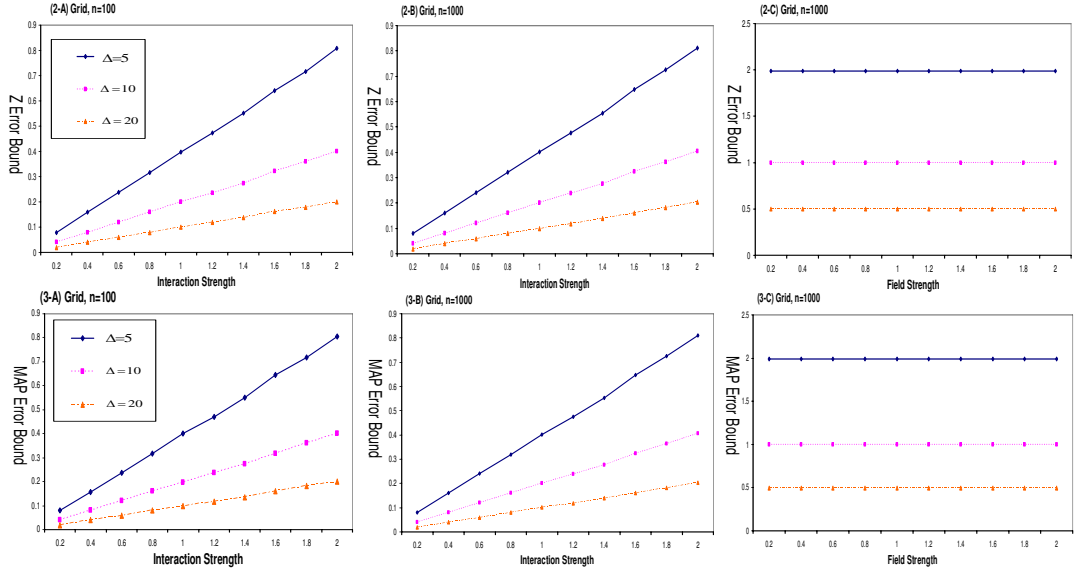 (2-A) Grid, n=100
Z Error Bound
0.9
0.8
0.7
0.6
0.5
0.4
0.3
0.2
0.1
0
Δ=5
Δ=10
Δ=20
0.2 0.4 0.6 0.8 1 1.2 1.4 1.6 1.8 2
Interaction Strength
(2-B) Grid, n=1000
Z Error Bound
0.9
0.8
0.7
0.6
0.5
0.4
0.3
0.2
0.1
0
0.2 0.4 0.6 0.8 1 1.2 1.4 1.6 1.8 2
Interaction Strength
(2-C) Grid, n=1000
Z Error Bound
2.5
2
1.5
1
0.5
0
0.2 0.4 0.6 0.8 1 1.2 1.4 1.6 1.8 2
Field Strength
(3-A) Grid, n=100
MAP Error Bound
0.9
0.8
0.7
0.6
0.5
0.4
0.3
0.2
0.1
0
Δ=5
Δ=10
Δ=20
0.2 0.4 0.6 0.8 1 1.2 1.4 1.6 1.8 2
Interaction Strength
(3-B) Grid, n=1000
MAP Error Bound
0.9
0.8
0.7
0.6
0.5
0.4
0.3
0.2
0.1
0
0.2 0.4 0.6 0.8 1 1.2 1.4 1.6 1.8 2
Interaction Strength
(3-C) Grid, n=1000
MAP Error Bound
2.5
2
1.5
1
0.5
0
0.2 0.4 0.6 0.8 1 1.2 1.4 1.6 1.8 2
Field Strength